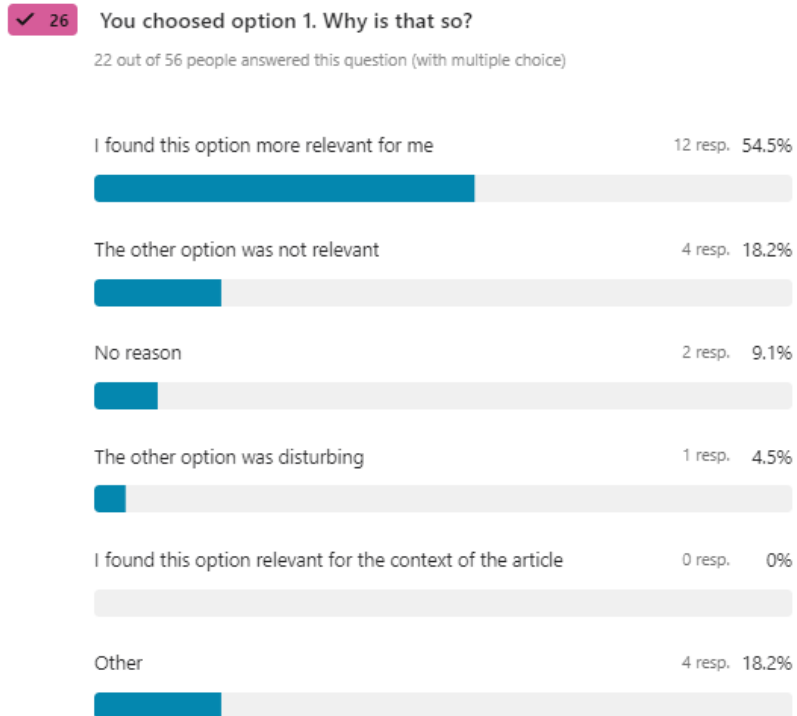 26 You choosed option 1. Why is that so?
22 out of 56 people answered this question (with multiple choice)
I found this option more relevant for me 12 resp. 54.5%
The other option was not relevant 4 resp. 18.2%
No reason 2 resp. 9.1%
The other option was disturbing 1 resp. 4.5%
I found this option relevant for the context of the article 0 resp. 0%
Other 4 resp. 18.2%